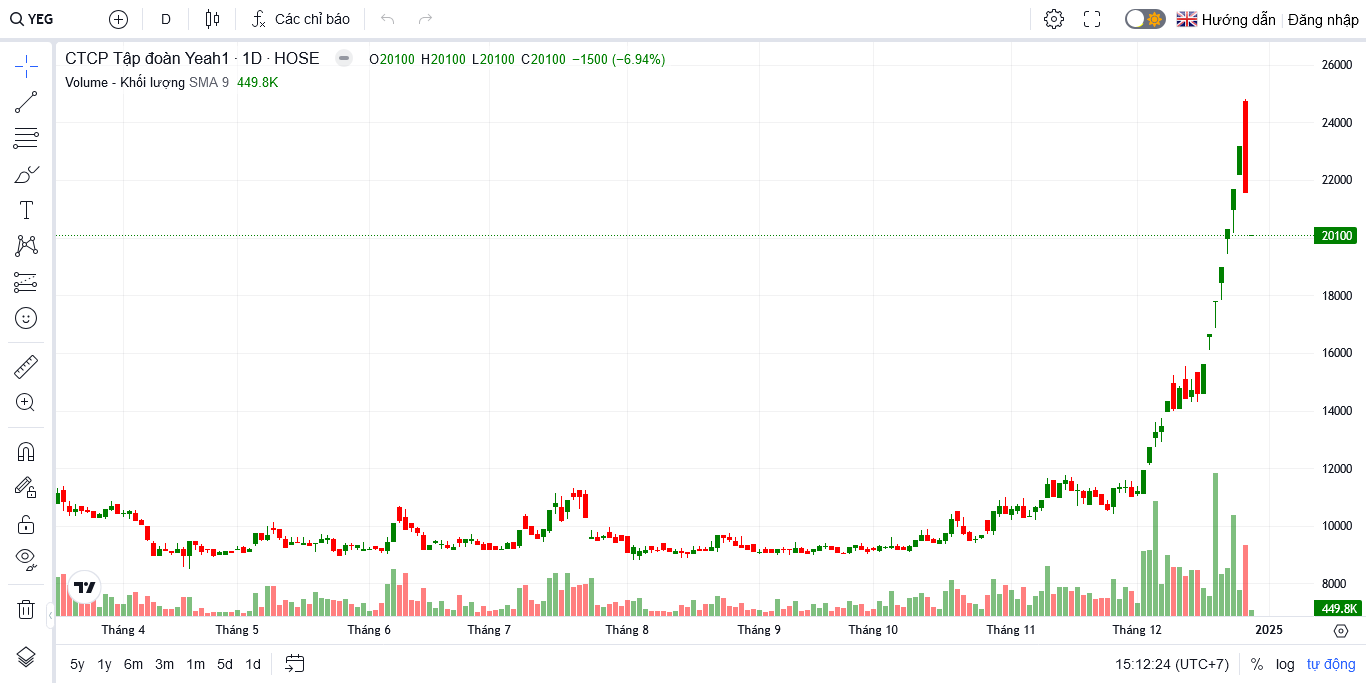 YEG D Các chỉ báo Hướng dẫn Đăng nhập
CTCP Tập đoàn Yeah1 · 1D · HOSE O20100 H20100 L20100 C20100 −1500 (−6.94%)
Volume - Khối lượng SMA 9 449.8K
26000
24000
22000
20100
18000
16000
14000
12000
10000
8000
449.8K
Tháng 4 Tháng 5 Tháng 6 Tháng 7 Tháng 8 Tháng 9 Tháng 10 Tháng 11 Tháng 12 2025
5y 1y 6m 3m 1m 5d 1d 15:12:24 (UTC+7) % log tự động